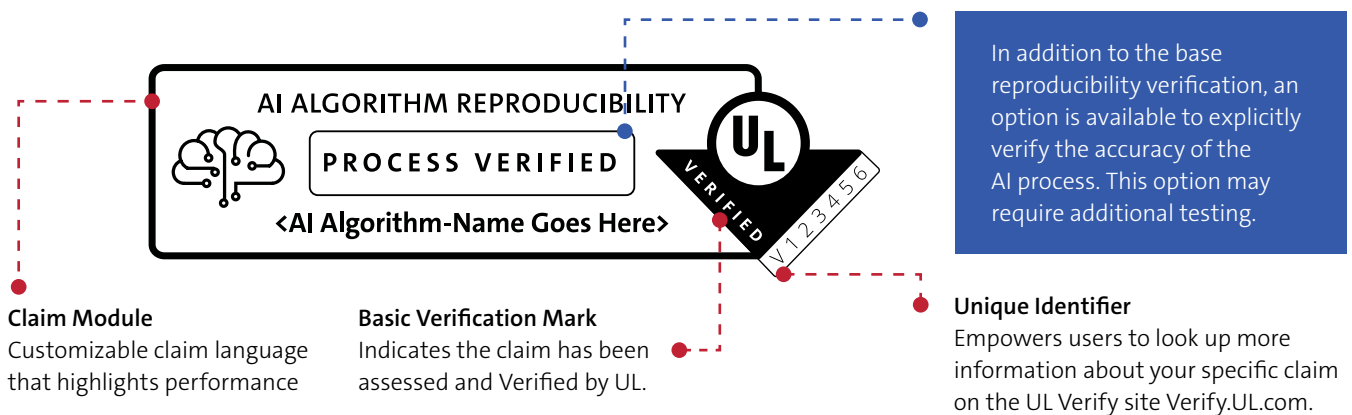 In addition to the base
reproducibility verification, an
option is available to explicitly
verify the accuracy of the
AI process. This option may
require additional testing.
AI ALGORITHM REPRODUCIBILITY
PROCESS VERIFIED
<AI Algorithm-Name Goes Here>
UL
VERIFIED
V123456
Claim Module
Customizable claim language
that highlights performance
Basic Verification Mark
Indicates the claim has been
assessed and Verified by UL.
Unique Identifier
Empowers users to look up more
information about your specific claim
on the UL Verify site Verify.UL.com.